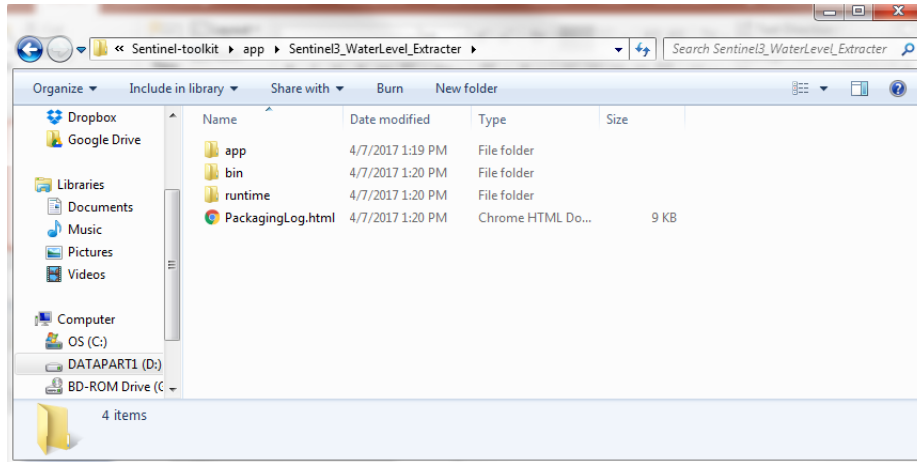 « Sentinel-toolkit ▸ app ▸ Sentinel3_WaterLevel_Extracter ▸
Search Sentinel3_WaterLevel_Extracter
Organize Include in library Share with Burn New folder
Dropbox
Google Drive
Libraries
Documents
Music
Pictures
Videos
Computer
OS (C:)
DATAPART1 (D:)
BD-ROM Drive (
Name Date modified Type Size
app 4/7/2017 1:19 PM File folder
bin 4/7/2017 1:20 PM File folder
runtime 4/7/2017 1:20 PM File folder
PackagingLog.html 4/7/2017 1:20 PM Chrome HTML Do... 9 KB
4 items